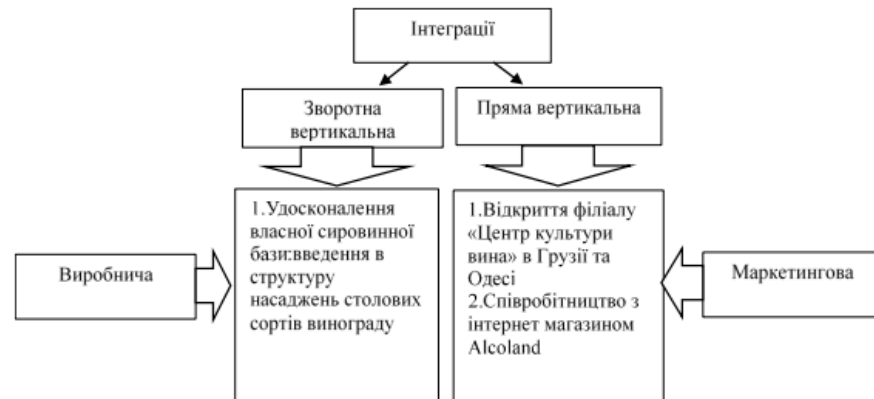 Інтеграції
Зворотна
вертикальна
Пряма вертикальна
1.Удосконалення
власної сировинної
бази:введення в
структуру
насаджень столових
сортів винограду
1.Відкриття філіалу
«Центр культури
вина» в Грузії та
Одесі
2.Співробітництво з
інтернет магазином
Alcoland
Виробнича
Маркетингова